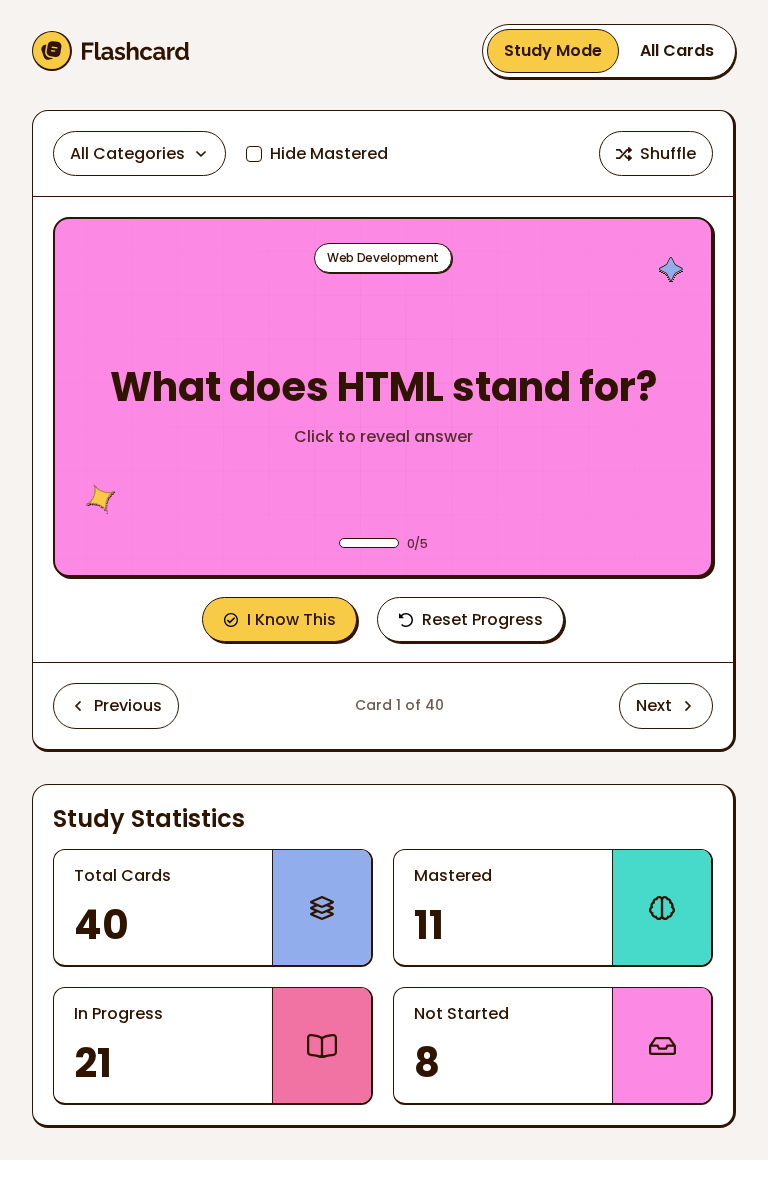 Flashcard
Study Mode
All Cards
All Categories
Hide Mastered
Shuffle
Web Development
What does HTML stand for?
Click to reveal answer
0/5
I Know This
Reset Progress
Previous
Card 1 of 40
Next
Study Statistics
Total Cards
40
Mastered
11
In Progress
21
Not Started
8